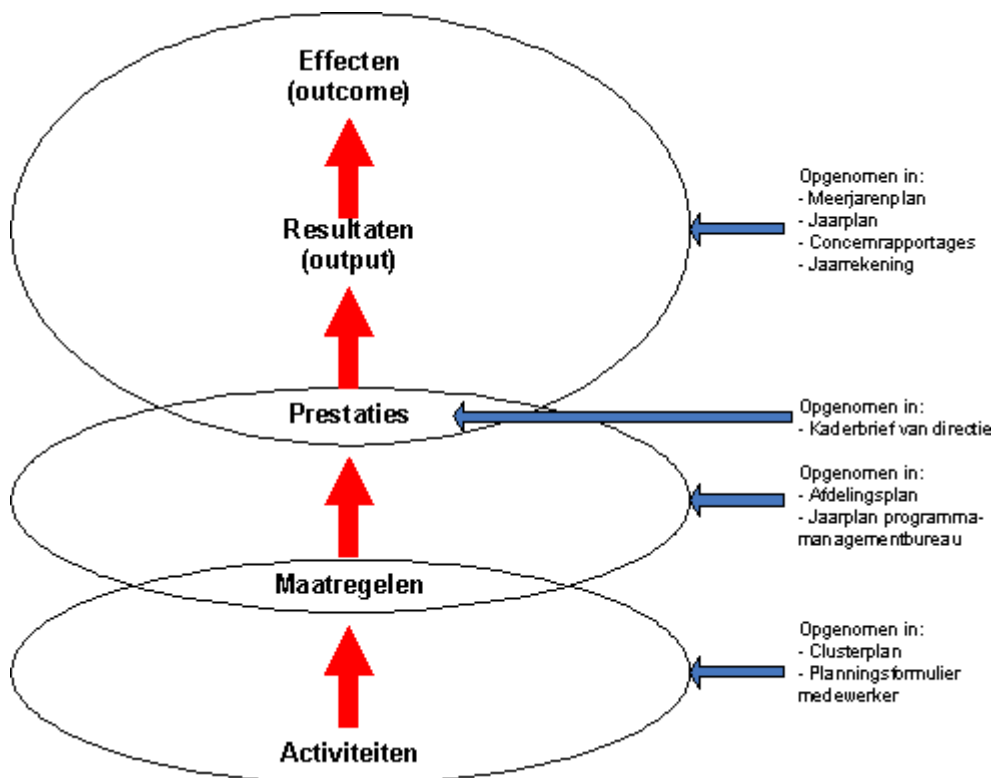 Effecten
(outcome)
Resultaten
(output)
Prestaties
Maatregelen
Activiteiten
Opgenomen in:
- Meerjarenplan
- Jaarplan
- Concernrapportages
- Jaarrekening
Opgenomen in:
- Kaderbrief van directie
Opgenomen in:
- Afdelingsplan
- Jaarplan programma-
managementbureau
Opgenomen in:
- Clusterplan
- Planningsformulier
medewerker